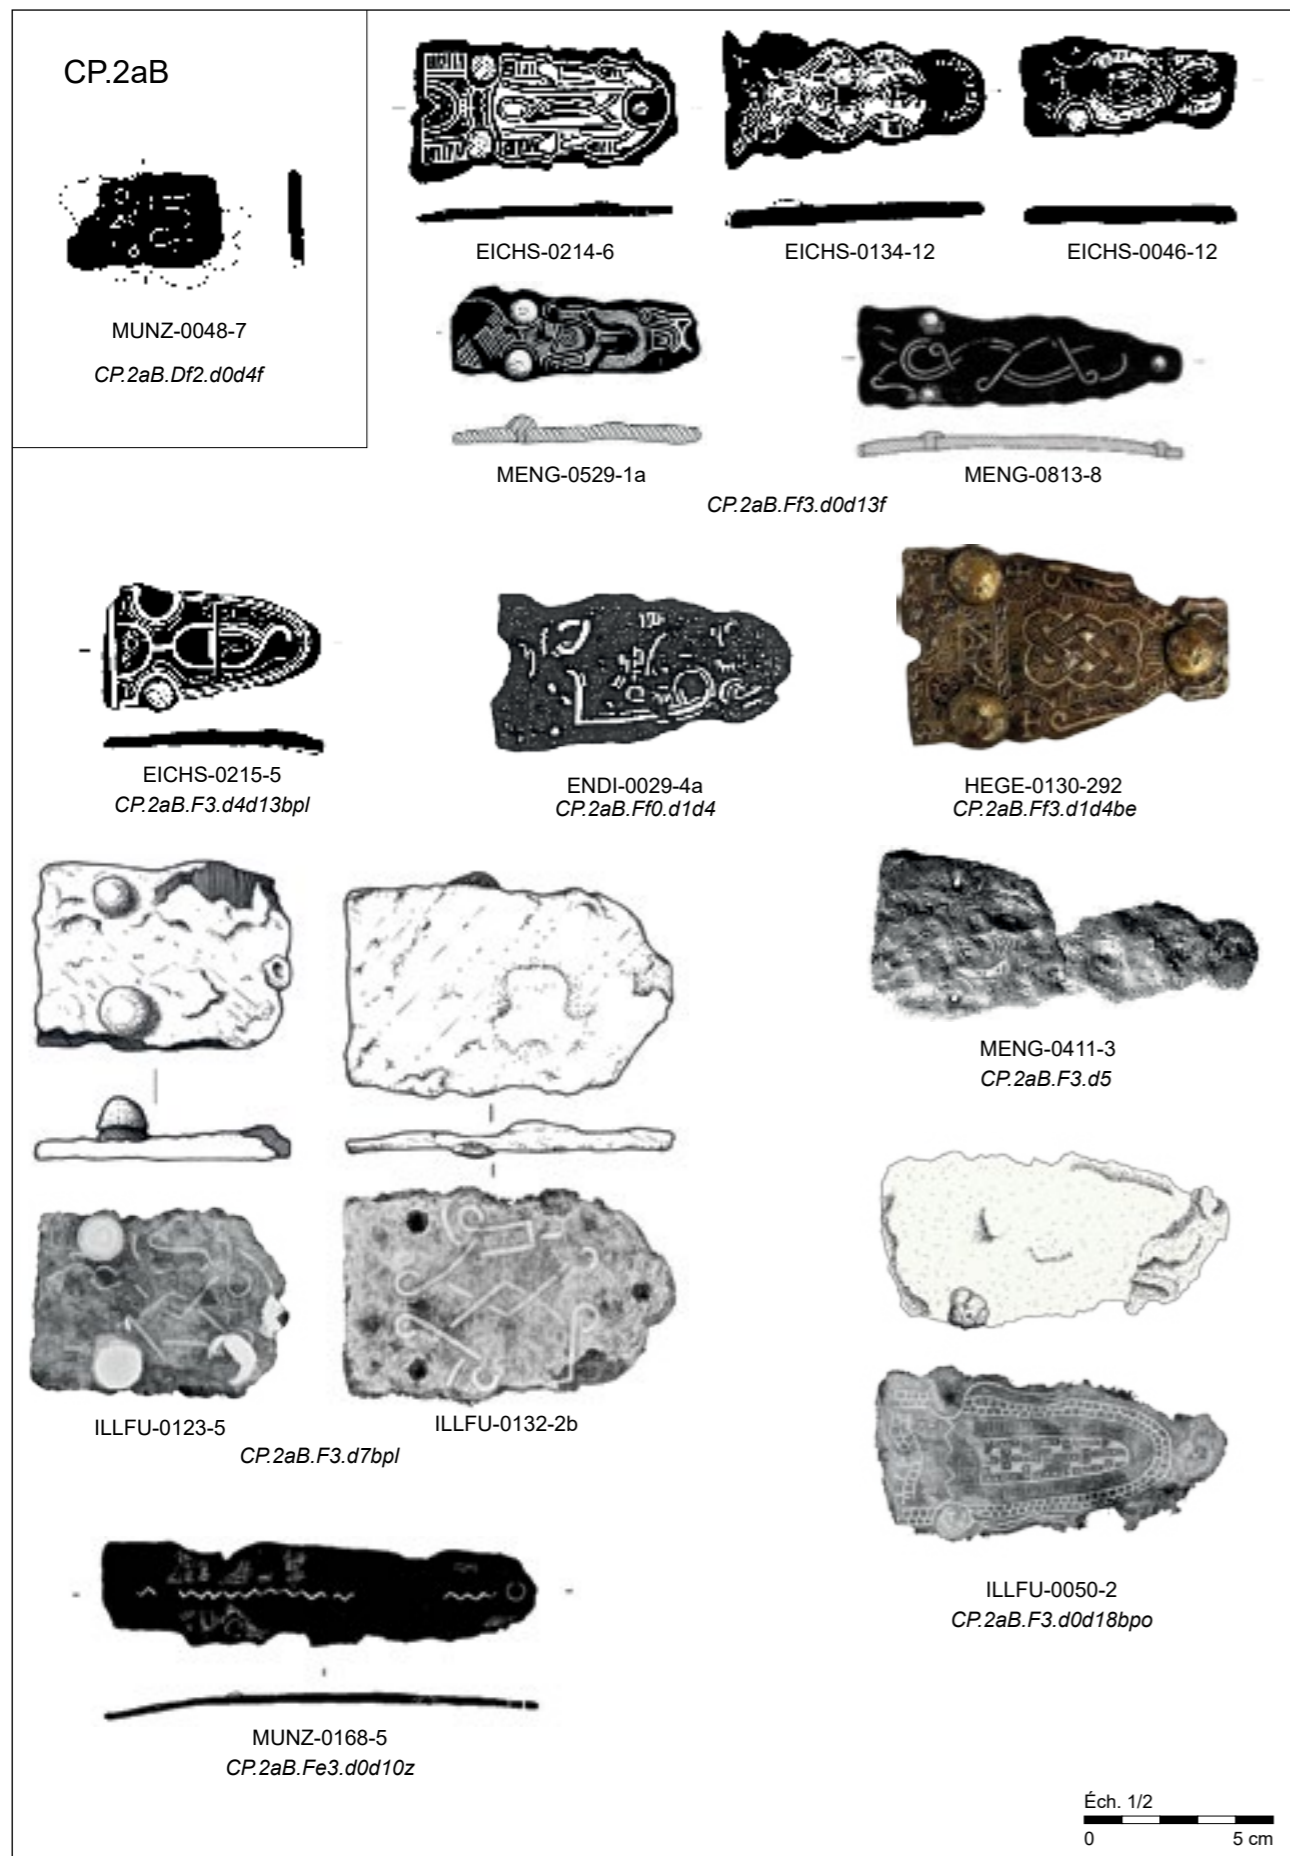 CP.2aB
MUNZ-0048-7
CP.2aB.Df2.d0d4f
EICHS-0214-6
EICHS-0134-12
EICHS-0046-12
MENG-0529-1a
MENG-0813-8
CP.2aB.Ff3.d0d13f
EICHS-0215-5
CP.2aB.F3.d4d13bpl
ENDI-0029-4a
CP.2aB.Ff0.d1d4
HEGE-0130-292
CP.2aB.Ff3.d1d4be
MENG-0411-3
CP.2aB.F3.d5
ILLFU-0123-5
ILLFU-0132-2b
CP.2aB.F3.d7bpl
ILLFU-0050-2
CP.2aB.F3.d0d18bpo
MUNZ-0168-5
CP.2aB.Fe3.d0d10z
Éch. 1/2
0 5 cm